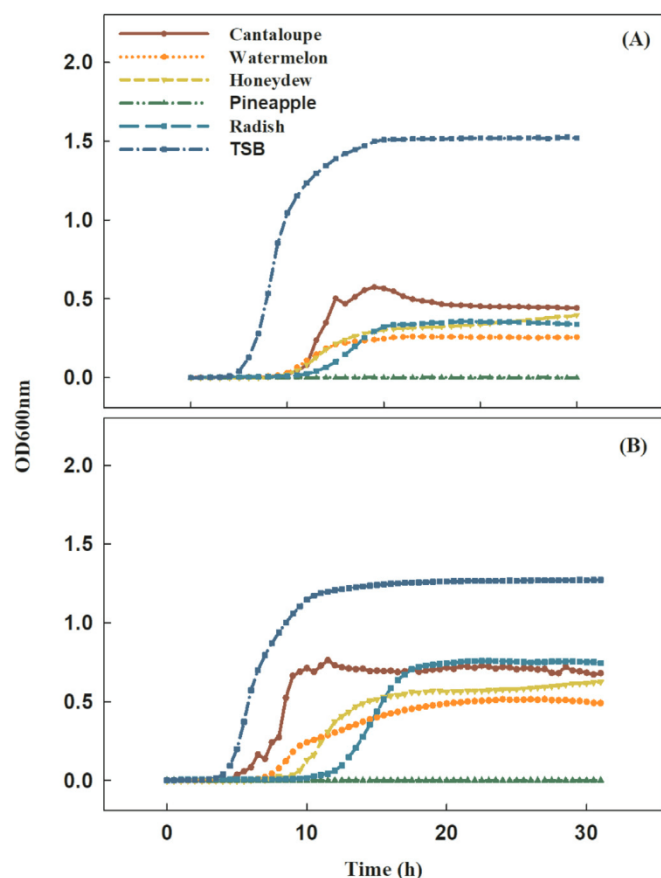 Cantaloupe
Watermelon
Honeydew
Pineapple
Radish
TSB
(A)
2.0
1.5
1.0
0.5
0.0
OD600nm
(B)
2.0
1.5
1.0
0.5
0.0
0 10 20 30
Time (h)